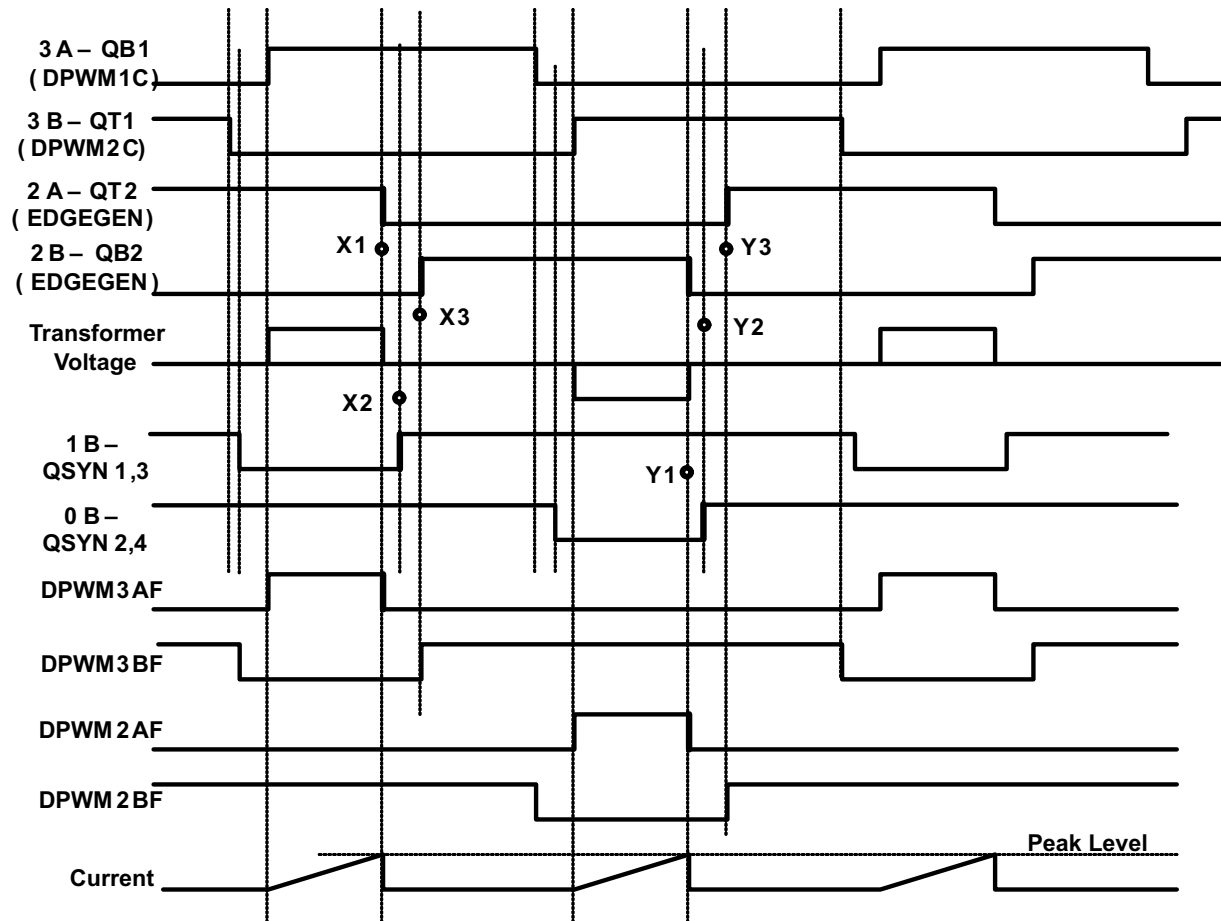 3 A – QB1
( DPWM1C)
3 B – QT1
( DPWM2C)
2 A – QT2
( EDGEGEN)
X1
Y3
2 B – QB2
( EDGEGEN)
X3
Y2
Transformer
Voltage
X2
1 B –
QSYN 1,3
Y1
0 B –
QSYN 2,4
DPWM3AF
DPWM3BF
DPWM2AF
DPWM2BF
Peak Level
Current